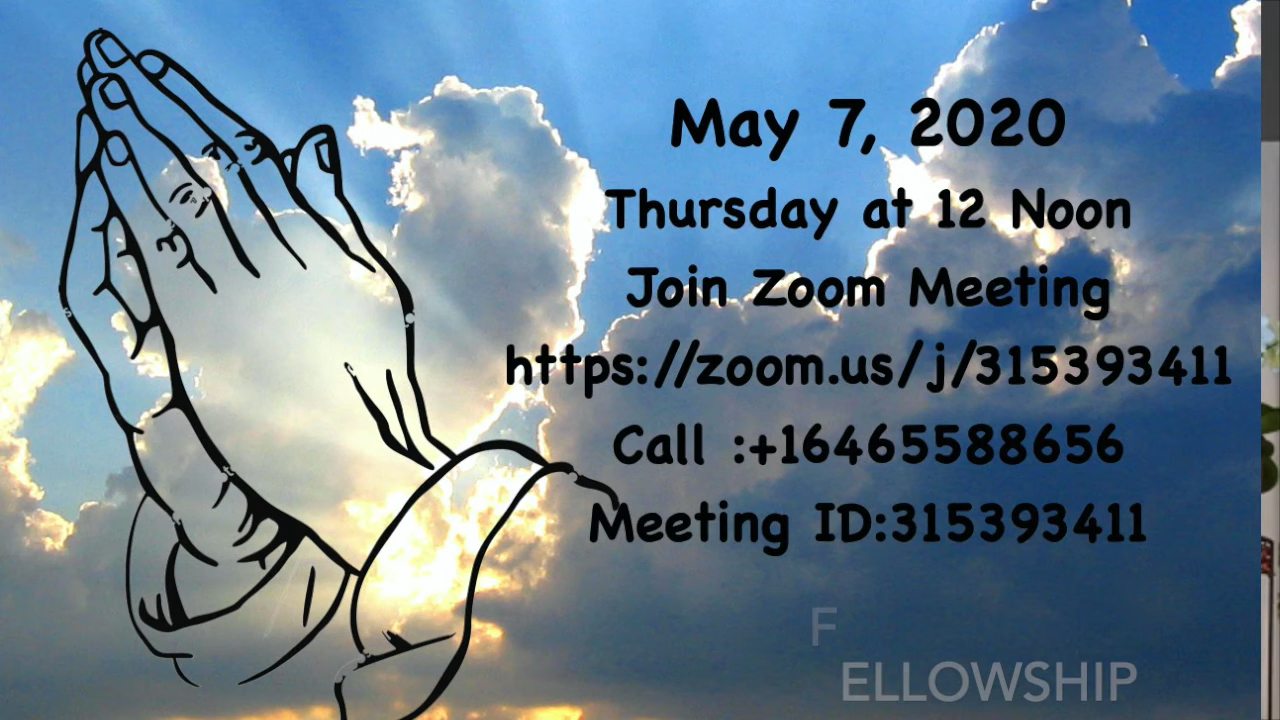 May 7, 2020
Thursday at 12 Noon
Join Zoom Meeting
https://zoom.us/j/315393411
Call :+16465588656
Meeting ID:315393411
F
ELLOWSHIP